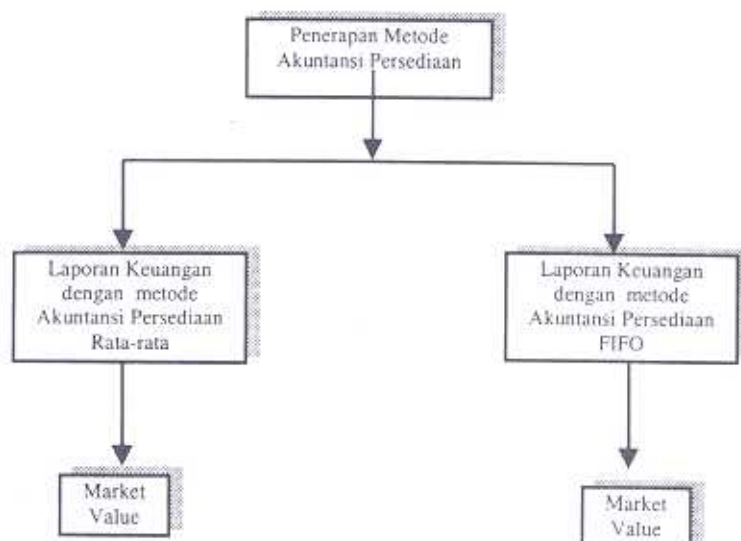 Penerapan Metode
Akuntansi Persediaan
Laporan Keuangan
dengan metode
Akuntansi Persediaan
Rata-rata
Laporan Keuangan
dengan metode
Akuntansi Persediaan
FIFO
Market
Value
Market
Value